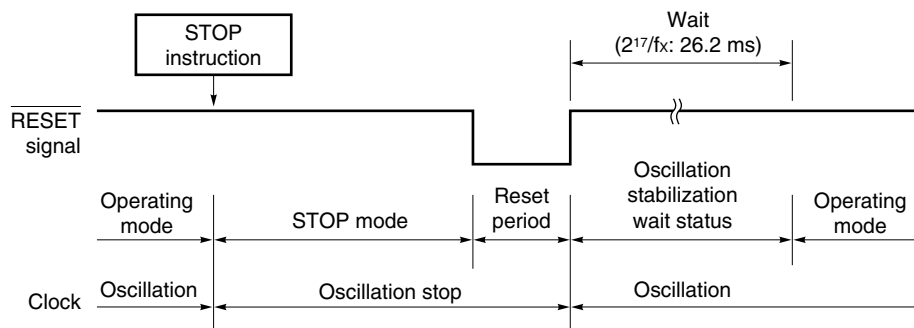 STOP
instruction
Wait
(2¹⁷/fx: 26.2 ms)
RESET
signal
Operating
mode
STOP mode
Reset
period
Oscillation
stabilization
wait status
Operating
mode
Clock
Oscillation
Oscillation stop
Oscillation